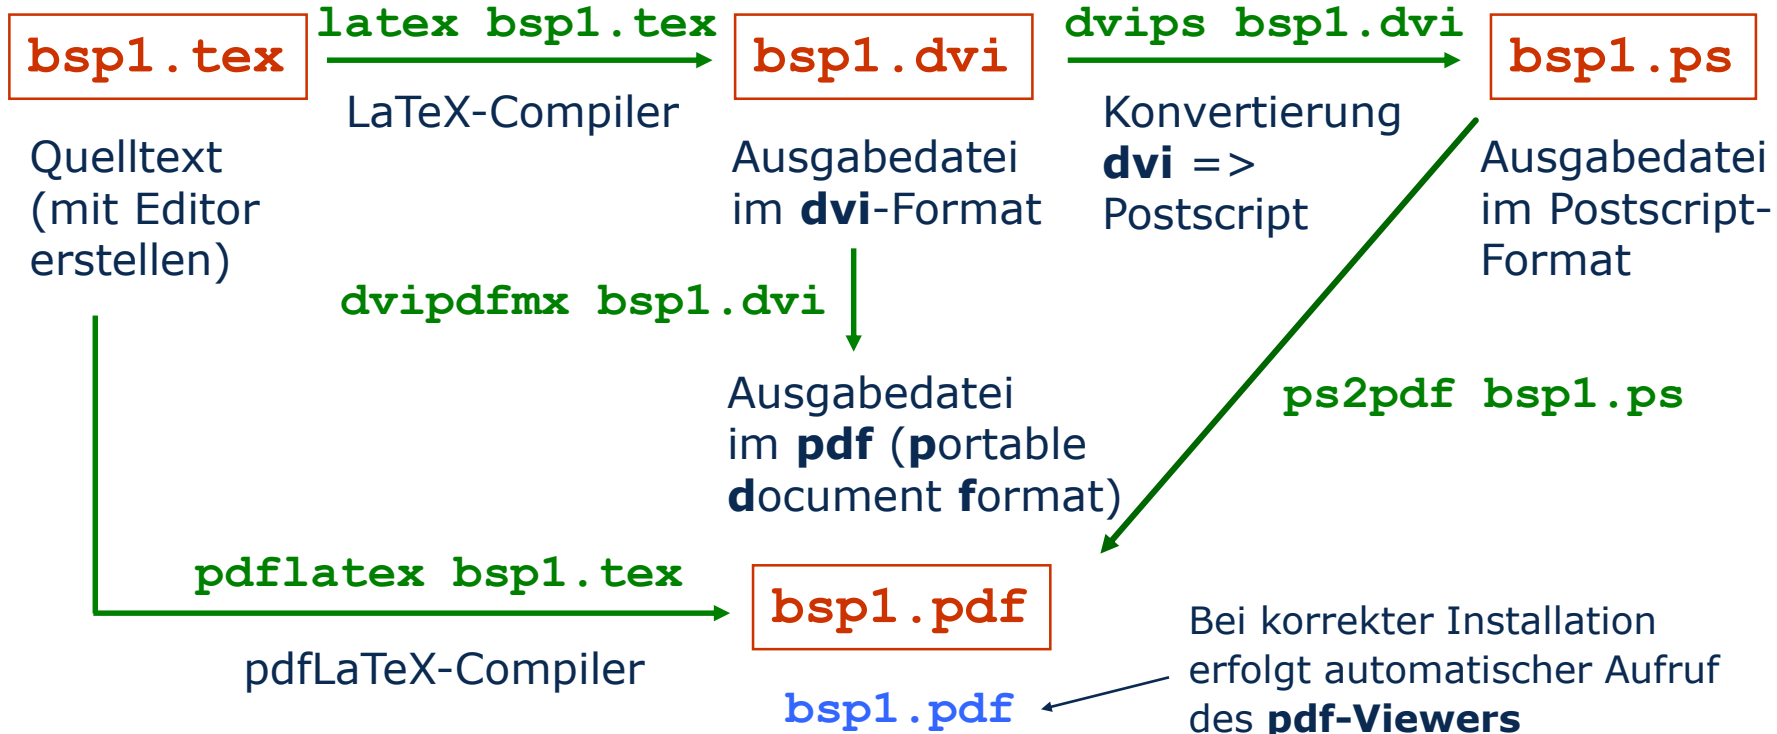 latex bsp1.tex
dvips bsp1.dvi
bsp1.tex
bsp1.dvi
bsp1.ps
LaTeX-Compiler
Konvertierung
dvi =>
Postscript
Quelltext
(mit Editor
erstellen)
Ausgabedatei
im dvi-Format
Ausgabedatei
im Postscript-
Format
dvipdfmx bsp1.dvi
Ausgabedatei
im pdf (portable
document format)
ps2pdf bsp1.ps
pdflatex bsp1.tex
bsp1.pdf
pdfLaTeX-Compiler
bsp1.pdf
Bei korrekter Installation
erfolgt automatischer Aufruf
des pdf-Viewers